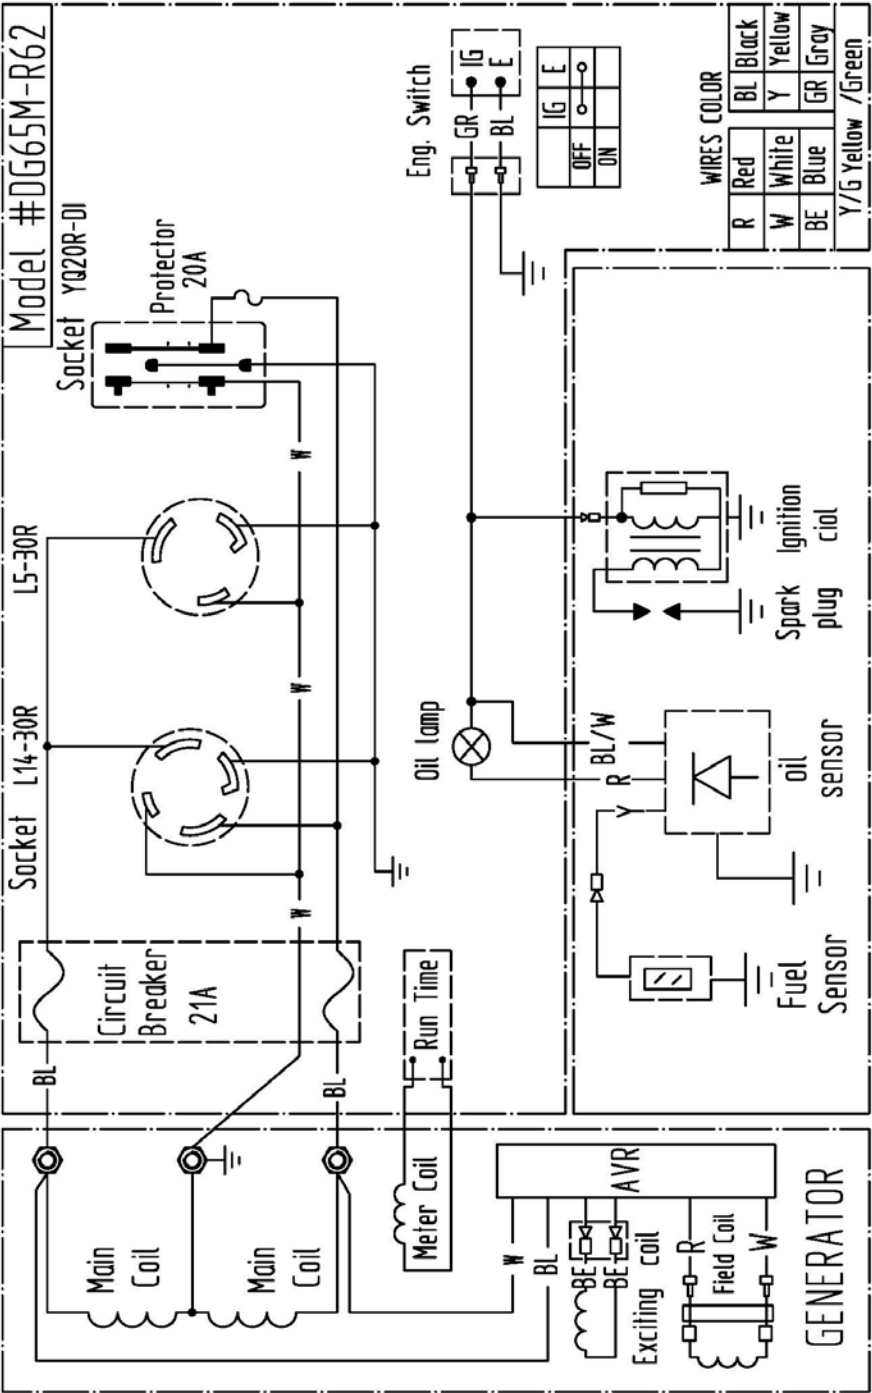 Model #DG65M-R62
Socket YQ20R-DI
Protector
20A
L5-30R
Socket L14-30R
W
W
W
Circuit
Breaker
21A
BL
BL
Eng. Switch
IG
E
GR
BL
IG E
OFF
ON
WIRES COLOR
R Red BL Black
W White Y Yellow
BE Blue GR Gray
Y/G Yellow /Green
Oil lamp
BL/W
R
Y
Ignition
ciol
Spark
plug
oil
sensor
Fuel
Sensor
Run Time
Meter Coil
Main
Coil
Main
Coil
AVR
W
BL
BE
BE
Exciting coil
R
Field Coil
W
GENERATOR